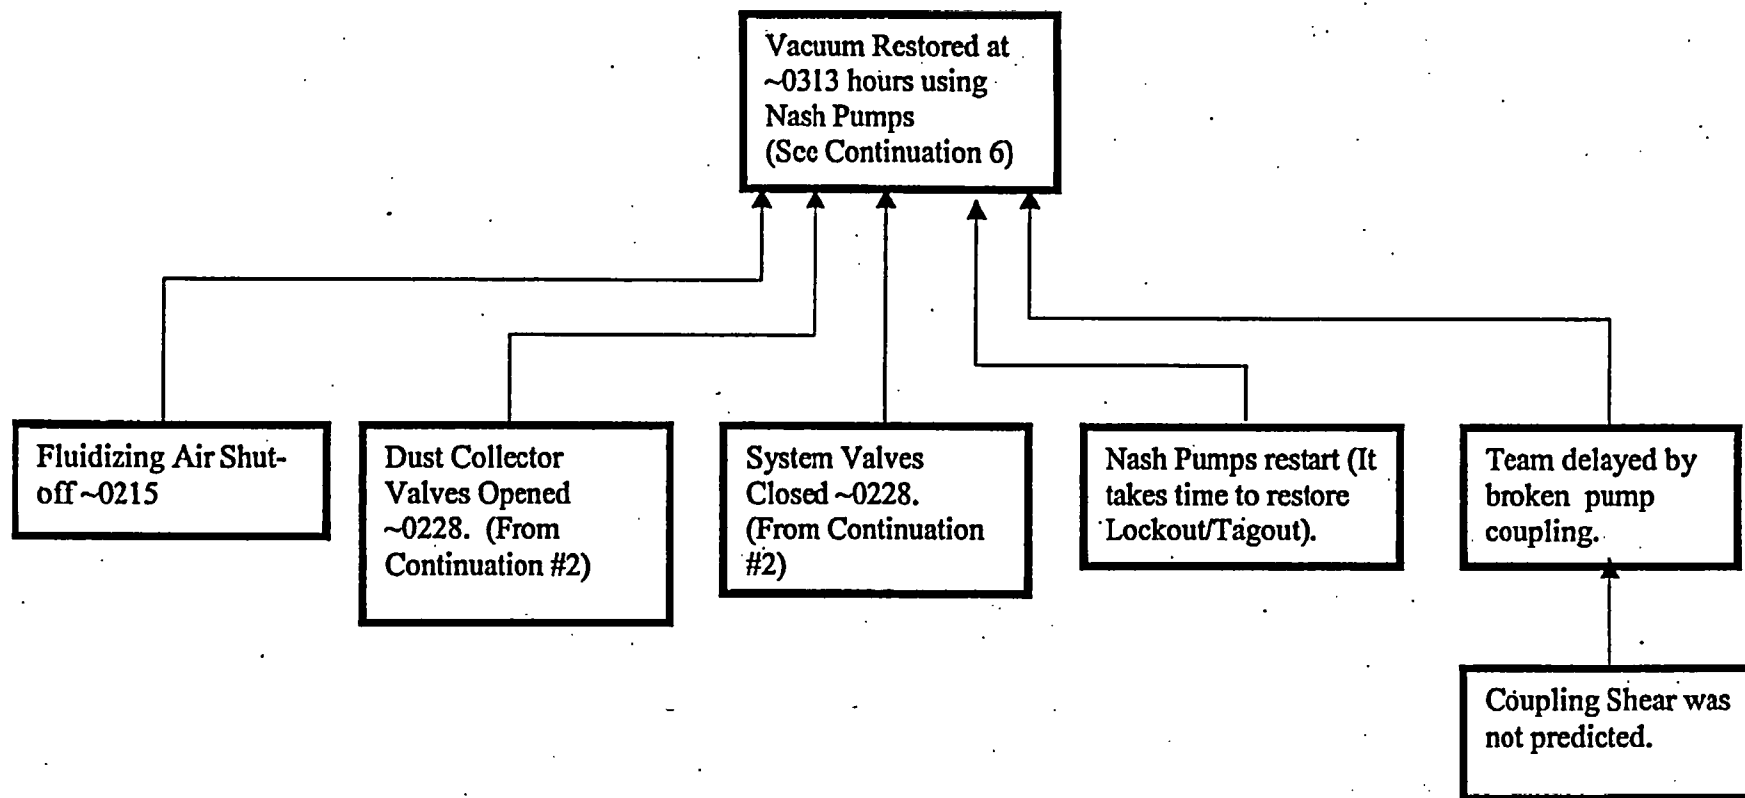 Vacuum Restored at
~0313 hours using
Nash Pumps
(See Continuation 6)
Fluidizing Air Shut-
off ~0215
Dust Collector
Valves Opened
~0228. (From
Continuation #2)
System Valves
Closed ~0228.
(From Continuation
#2)
Nash Pumps restart (It
takes time to restore
Lockout/Tagout).
Team delayed by
broken pump
coupling.
Coupling Shear was
not predicted.